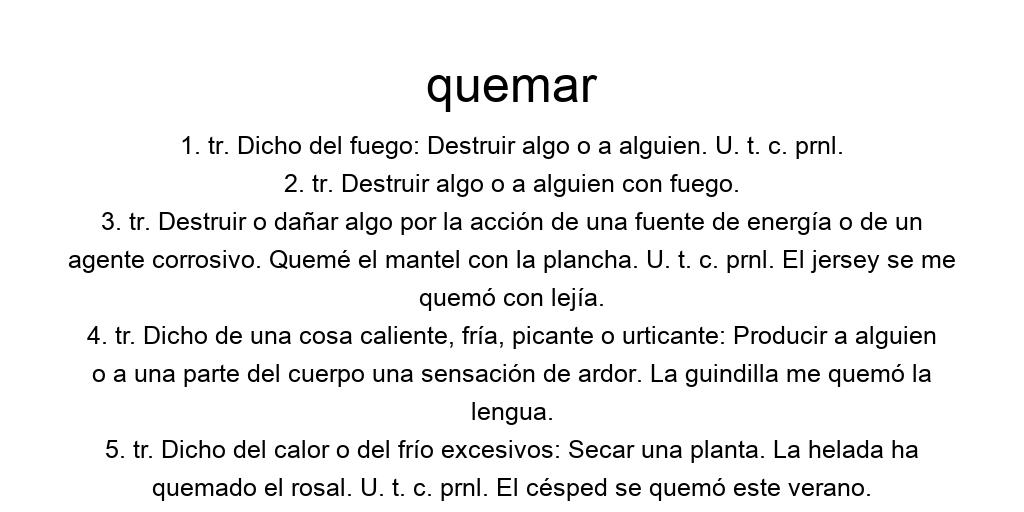 quemar
1. tr. Dicho del fuego: Destruir algo o a alguien. U. t. c. prnl.
2. tr. Destruir algo o a alguien con fuego.
3. tr. Destruir o dañar algo por la acción de una fuente de energía o de un
agente corrosivo. Quemé el mantel con la plancha. U. t. c. prnl. El jersey se me
quemó con lejía.
4. tr. Dicho de una cosa caliente, fría, picante o urticante: Producir a alguien
o a una parte del cuerpo una sensación de ardor. La guindilla me quemó la
lengua.
5. tr. Dicho del calor o del frío excesivos: Secar una planta. La helada ha
quemado el rosal. U. t. c. prnl. El césped se quemó este verano.